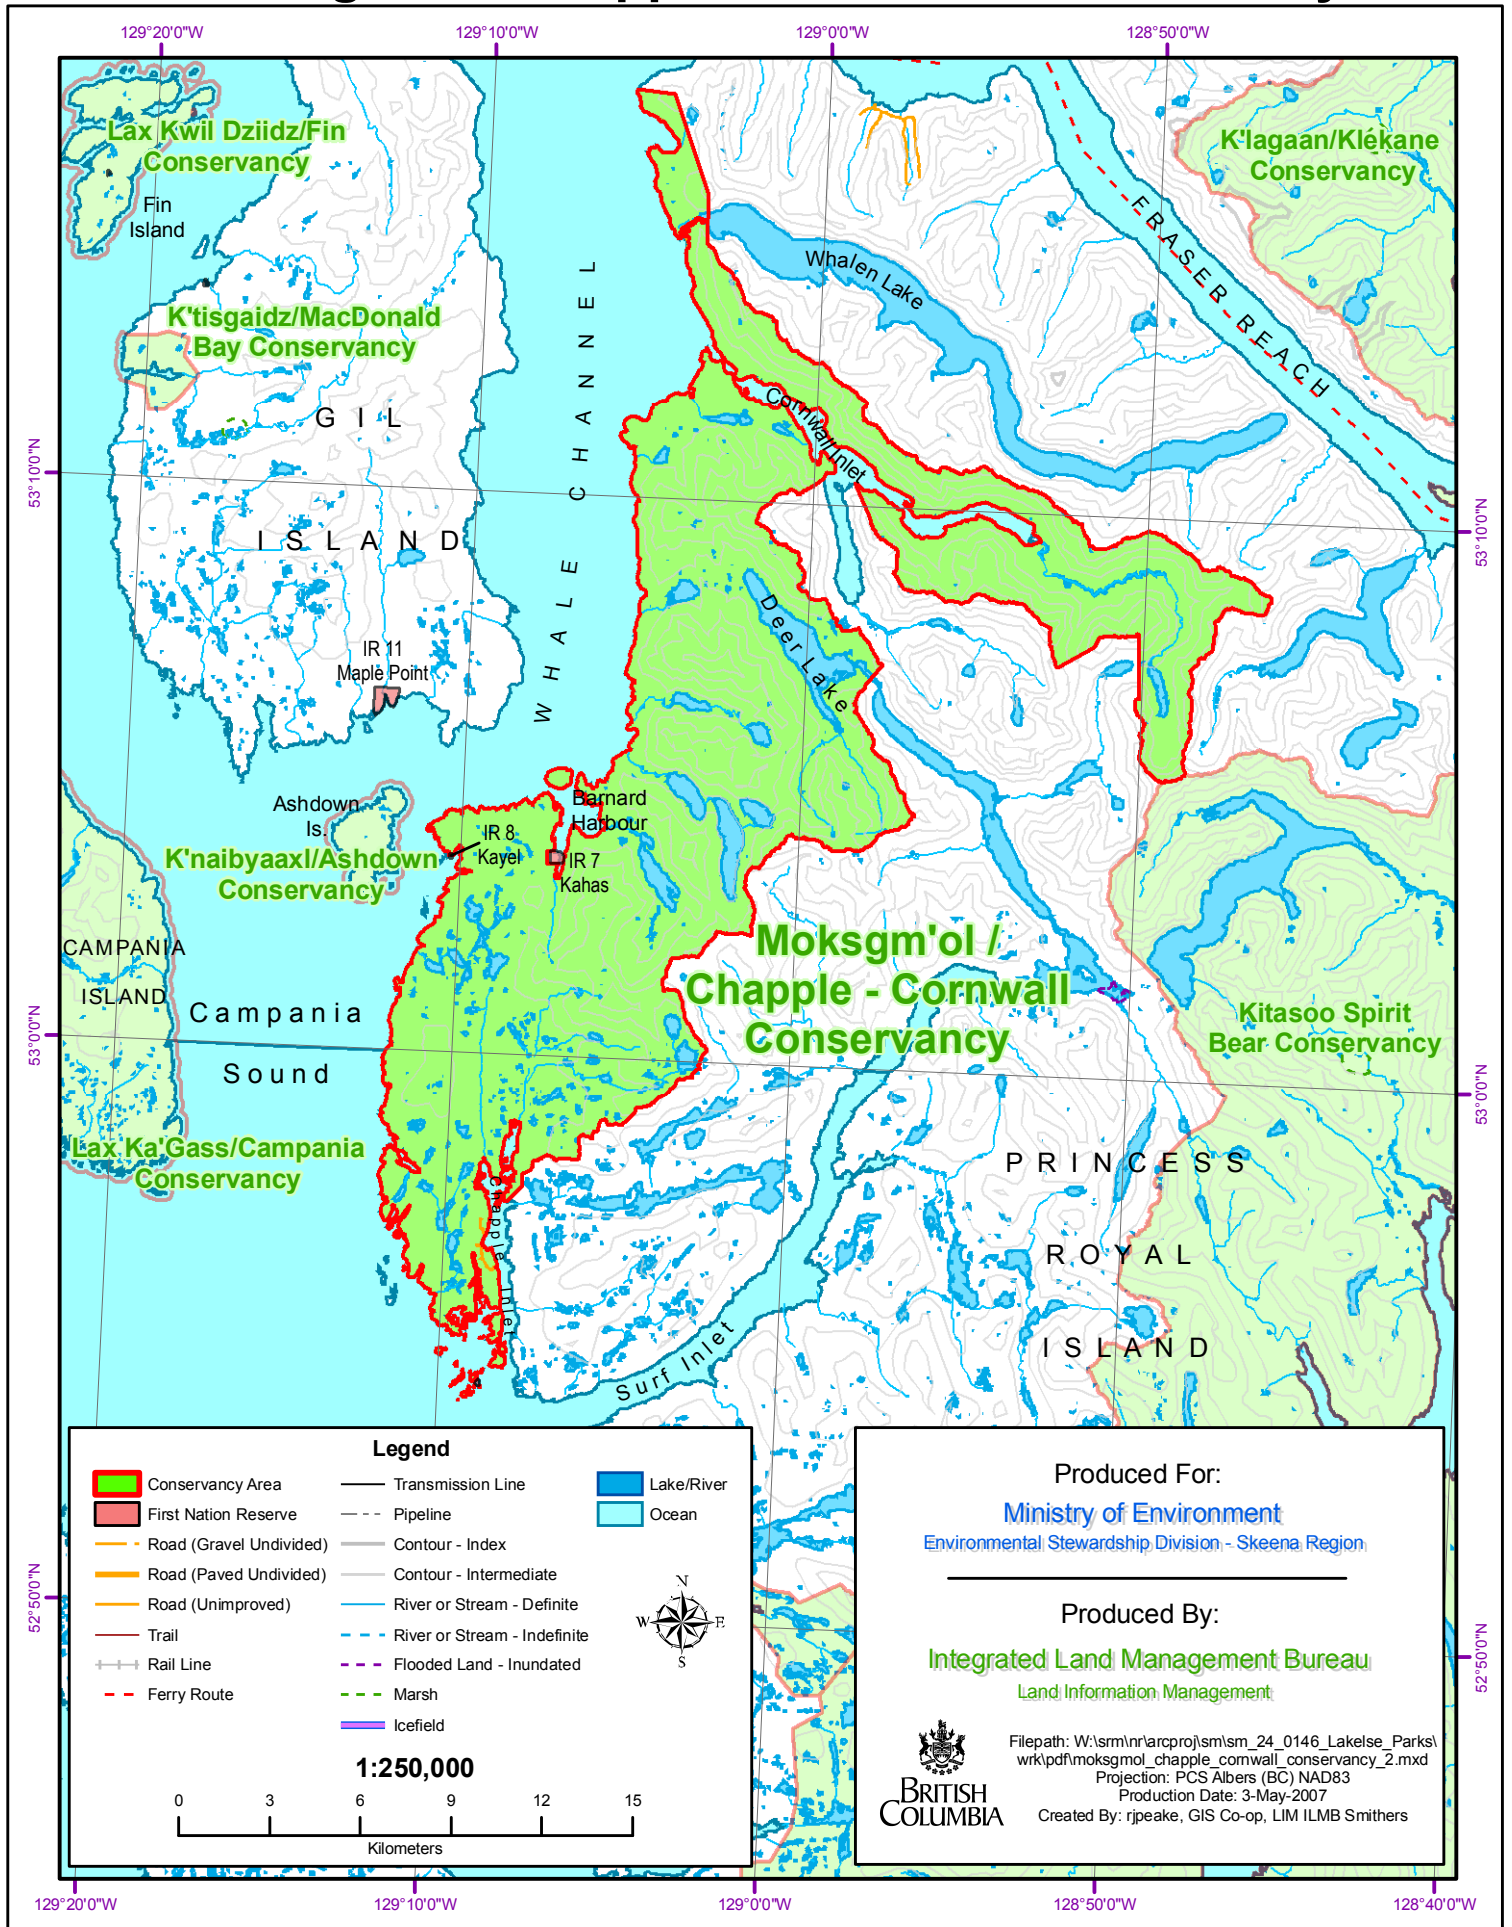 129°20'0"W
129°10'0"W
129°0'0"W
128°50'0"W
Lax Kwil Dziidz/Fin
Conservancy
Fin
Island
K'lagaan/Klékane
Conservancy
FRASER REACH
Whalen Lake
K'tisgaidz/MacDonald
Bay Conservancy
GIL
ISLAND
WHALE CHANNEL
Cornwall Inlet
53°10'0"N
53°10'0"N
Deer Lake
IR 11
Maple Point
Ashdown
Is.
Barnard
Harbour
IR 8
Kayel
IR 7
Kahas
K'naibyaaxl/Ashdown
Conservancy
CAMPANIA
ISLAND
Campania
Sound
Moksgm'ol /
Chapple - Cornwall
Conservancy
Kitasoo Spirit
Bear Conservancy
53°0'0"N
53°0'0"N
Lax Ka'Gass/Campania
Conservancy
Chapple Inlet
PRINCESS
ROYAL
ISLAND
Surf Inlet
Legend
Conservancy Area
First Nation Reserve
Road (Gravel Undivided)
Road (Paved Undivided)
Road (Unimproved)
Trail
Rail Line
Ferry Route
Transmission Line
Pipeline
Contour - Index
Contour - Intermediate
River or Stream - Definite
River or Stream - Indefinite
Flooded Land - Inundated
Marsh
Icefield
Lake/River
Ocean
N
W E
S
1:250,000
0 3 6 9 12 15
Kilometers
Produced For:
Ministry of Environment
Environmental Stewardship Division - Skeena Region
Produced By:
Integrated Land Management Bureau
Land Information Management
BRITISH
COLUMBIA
Filepath: W:\srm\nr\arcproj\sm\sm_24_0146_Lakelse_Parks\
wrk\pdf\moksgmol_chapple_cornwall_conservancy_2.mxd
Projection: PCS Albers (BC) NAD83
Production Date: 3-May-2007
Created By: rjpeake, GIS Co-op, LIM ILMB Smithers
52°50'0"N
52°50'0"N
129°20'0"W
129°10'0"W
129°0'0"W
128°50'0"W
128°40'0"W